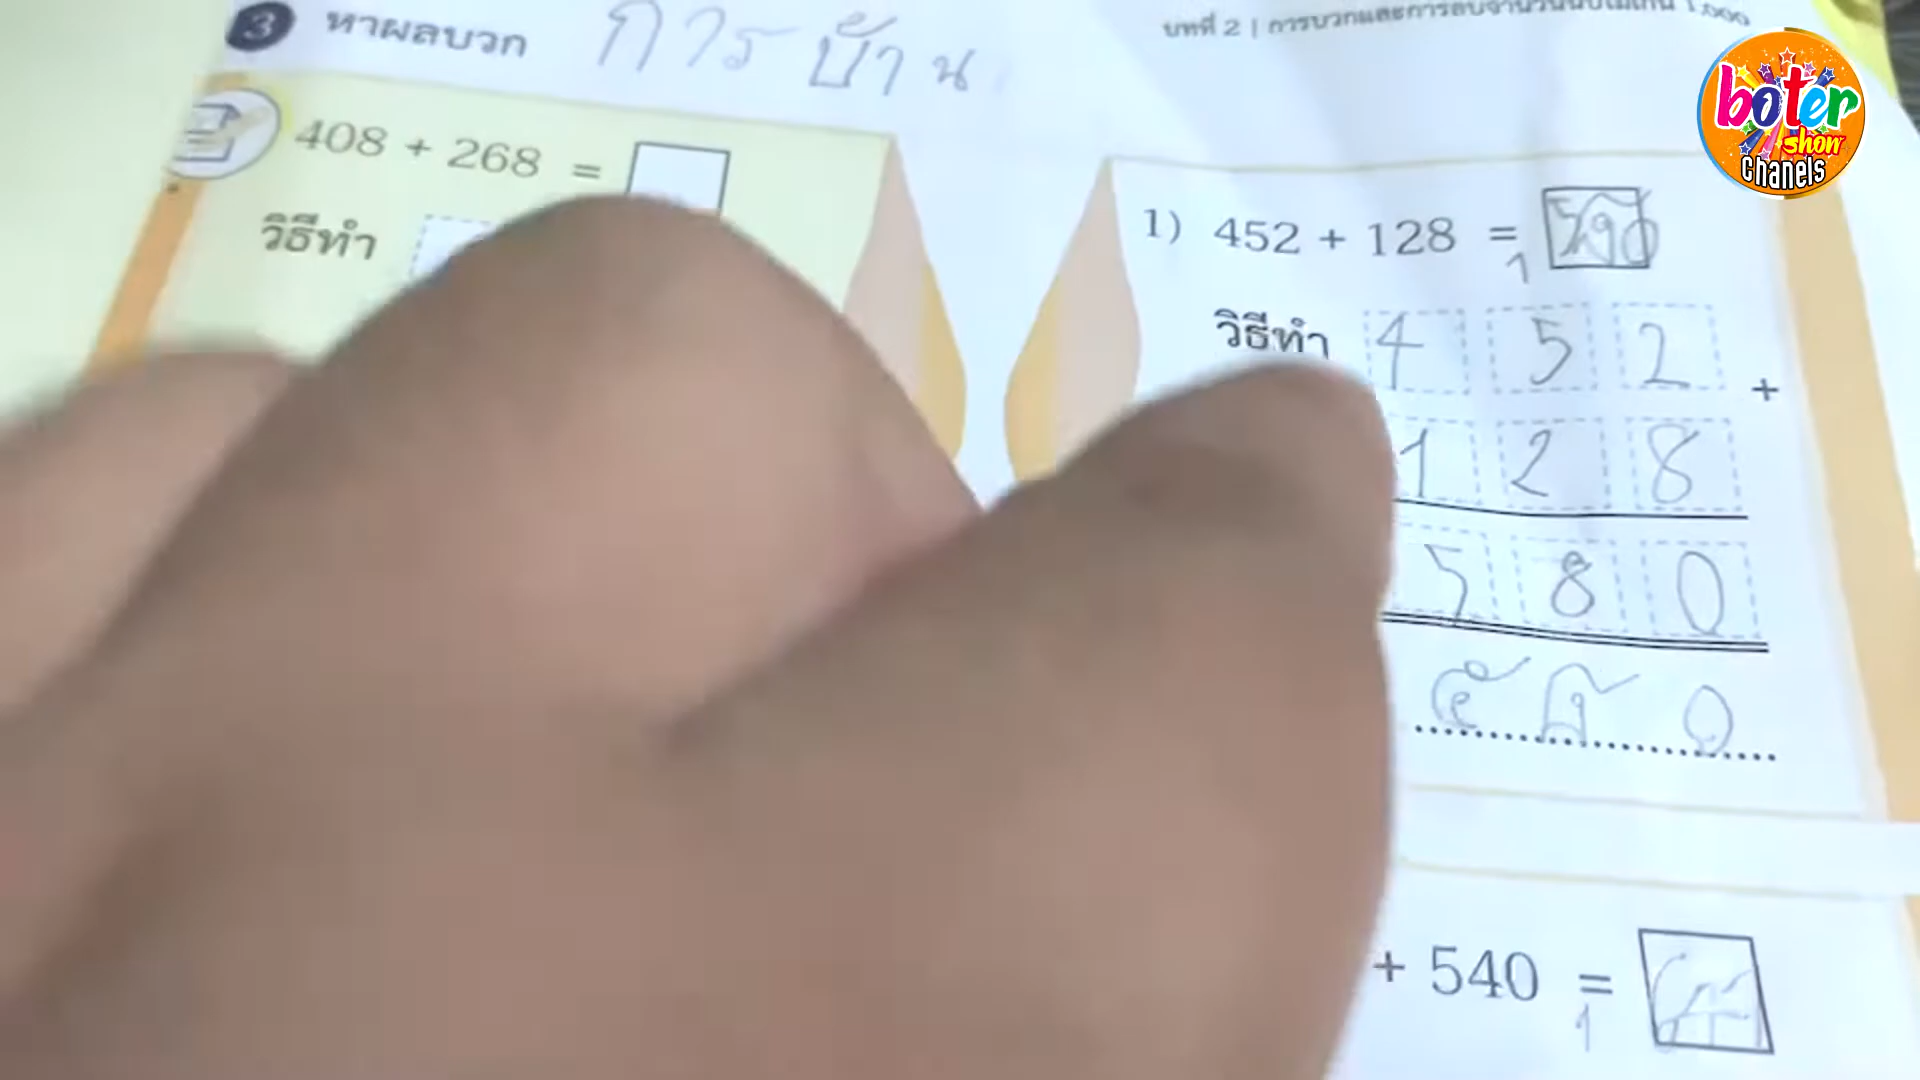 3 หาผลบวก การบ้าน
บทที่ 2 | การบวกและการลบจำนวนนับไม่เกิน 1,000
boter
show
Chanels
408 + 268 =
วิธีทำ
1) 452 + 128 = ๕๘๐
1
วิธีทำ 4 5 2
+
1 2 8
5 8 0
๕ ๘ ๐
+ 540 =
1